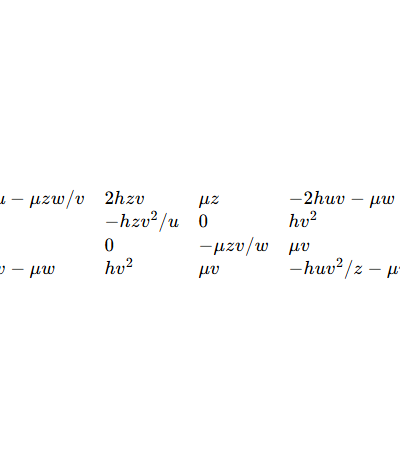 u − μzw/v 2hzv μz −2huv − μw
−hzv²/u 0 hv²
0 −μzv/w μv
v − μw hv² μv −huv²/z − μ